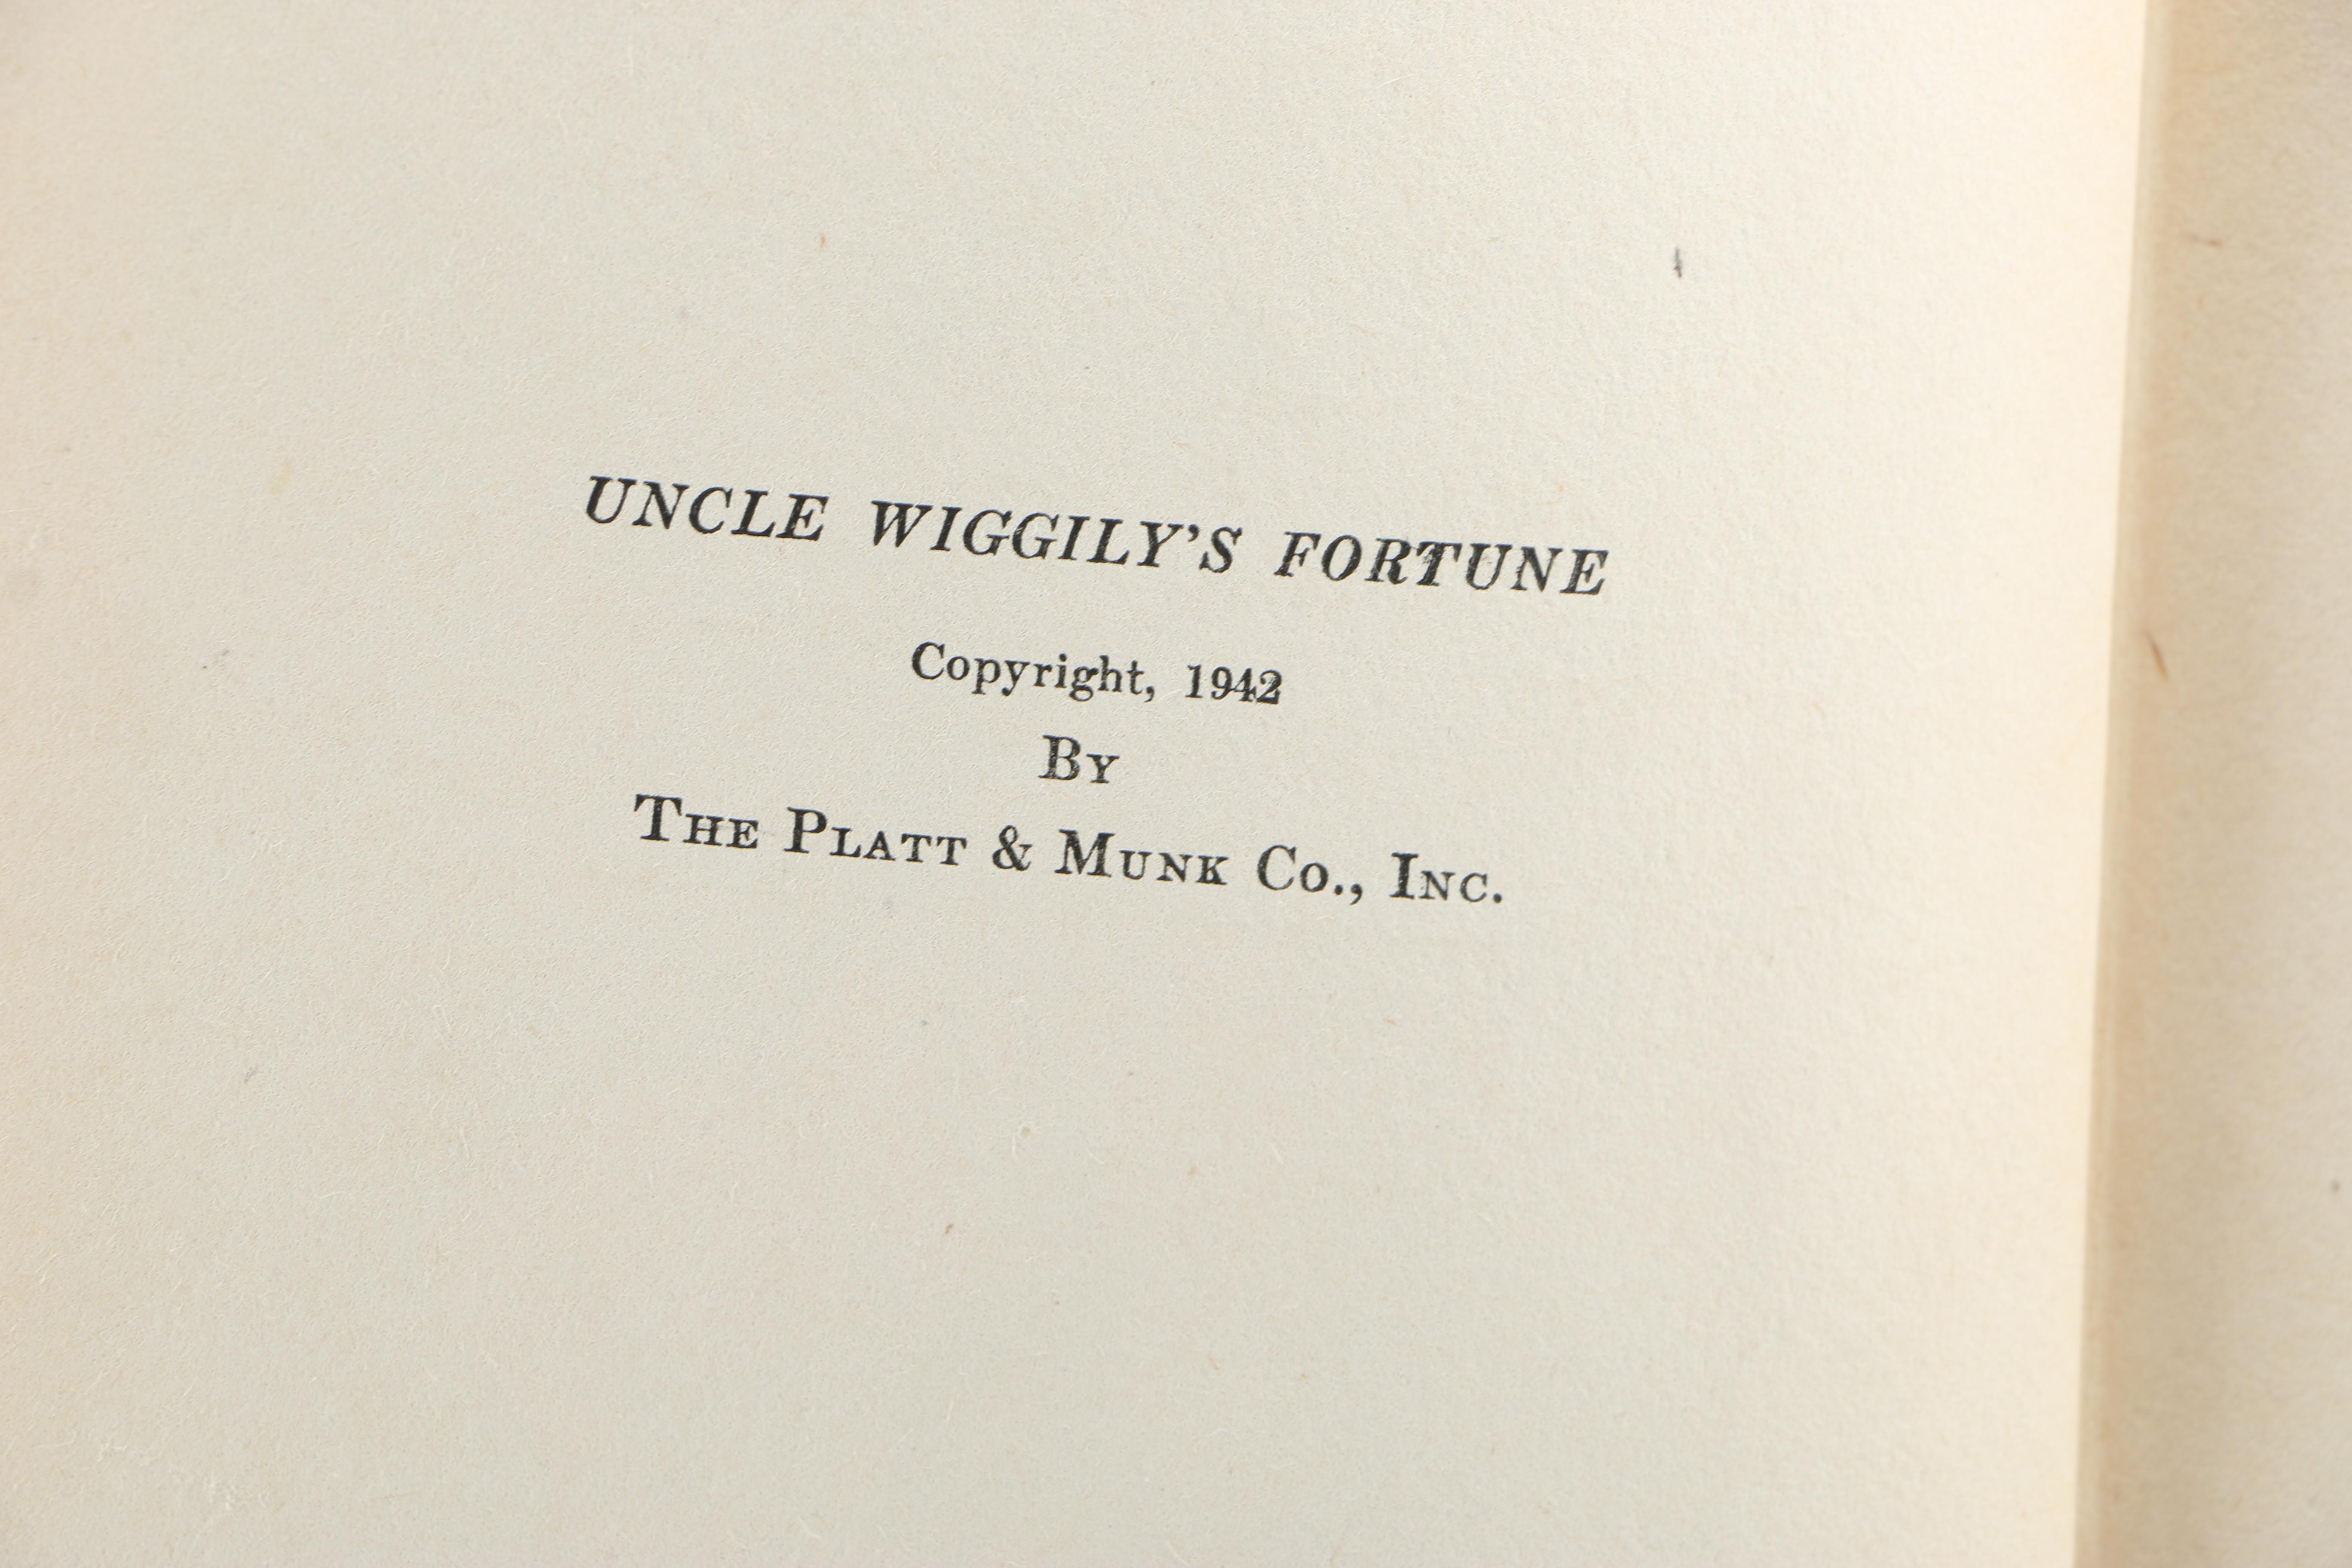 UNCLE WIGGILY'S FORTUNE
Copyright, 1942
By
The Platt & Munk Co., Inc.